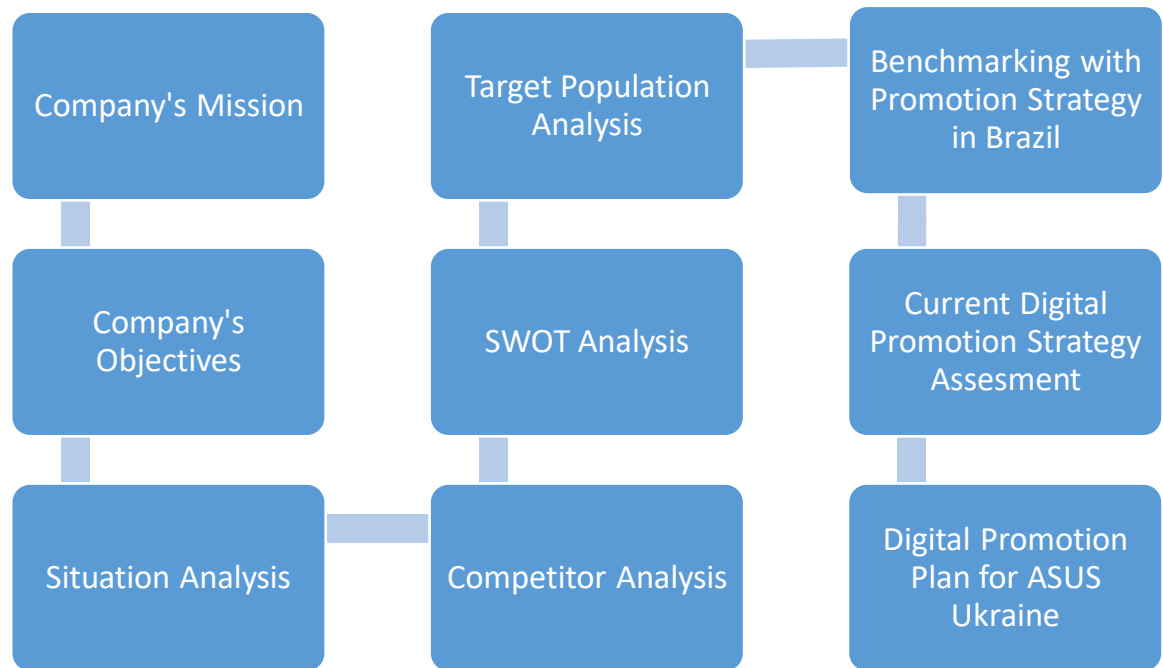 Company's Mission
Company's
Objectives
Situation Analysis
Competitor Analysis
SWOT Analysis
Target Population
Analysis
Benchmarking with
Promotion Strategy
in Brazil
Current Digital
Promotion Strategy
Assesment
Digital Promotion
Plan for ASUS
Ukraine